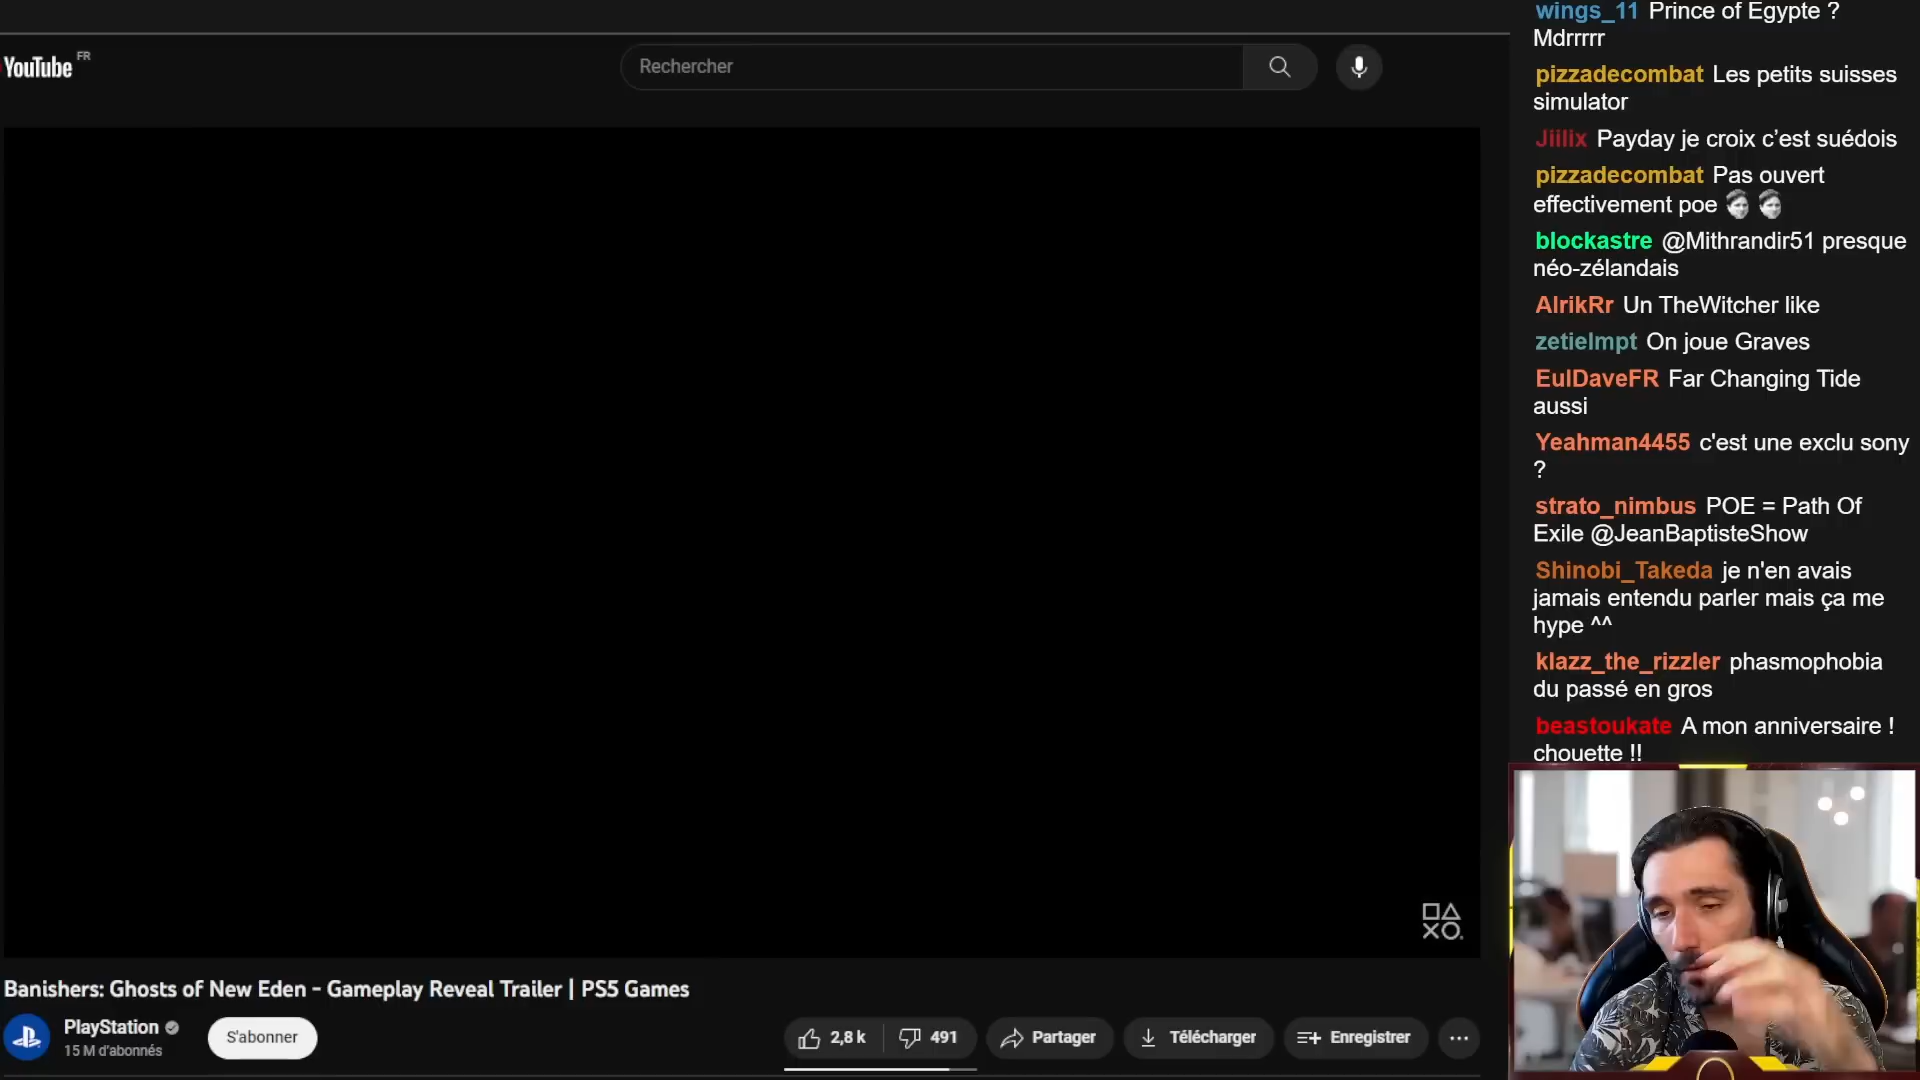 YouTube FR
Rechercher
Banishers: Ghosts of New Eden - Gameplay Reveal Trailer | PS5 Games
PlayStation
15 M d'abonnés
S'abonner
2,8 k
491
Partager
Télécharger
Enregistrer
wings_11 Prince of Egypte ?
Mdrrrrr
pizzadecombat Les petits suisses
simulator
Jiillix Payday je croix c’est suédois
pizzadecombat Pas ouvert
effectivement poe
blockastre @Mithrandir51 presque
néo-zélandais
AlrikRr Un TheWitcher like
zetielmpt On joue Graves
EulDaveFR Far Changing Tide
aussi
Yeahman4455 c'est une exclu sony
?
strato_nimbus POE = Path Of
Exile @JeanBaptisteShow
Shinobi_Takeda je n'en avais
jamais entendu parler mais ça me
hype ^^
klazz_the_rizzler phasmophobia
du passé en gros
beastoukate A mon anniversaire !
chouette !!